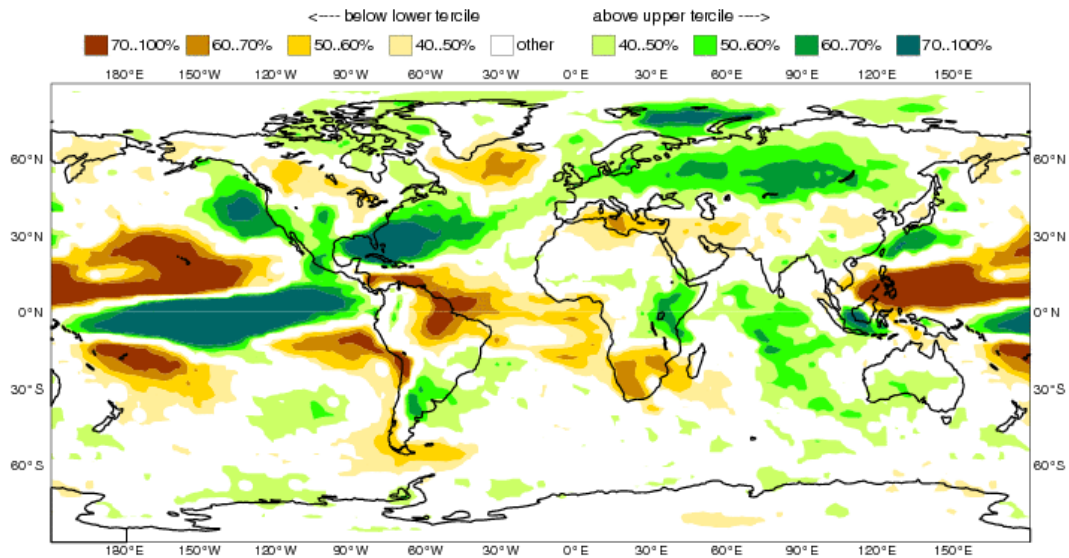 <---- below lower tercile above upper tercile ---->
70..100% 60..70% 50..60% 40..50% other 40..50% 50..60% 60..70% 70..100%
180°E 150°W 120°W 90°W 60°W 30°W 0°E 30°E 60°E 90°E 120°E 150°E
60°N 60°N
30°N 30°N
0°N 0°N
30°S 30°S
60°S 60°S
180°E 150°W 120°W 90°W 60°W 30°W 0°E 30°E 60°E 90°E 120°E 150°E